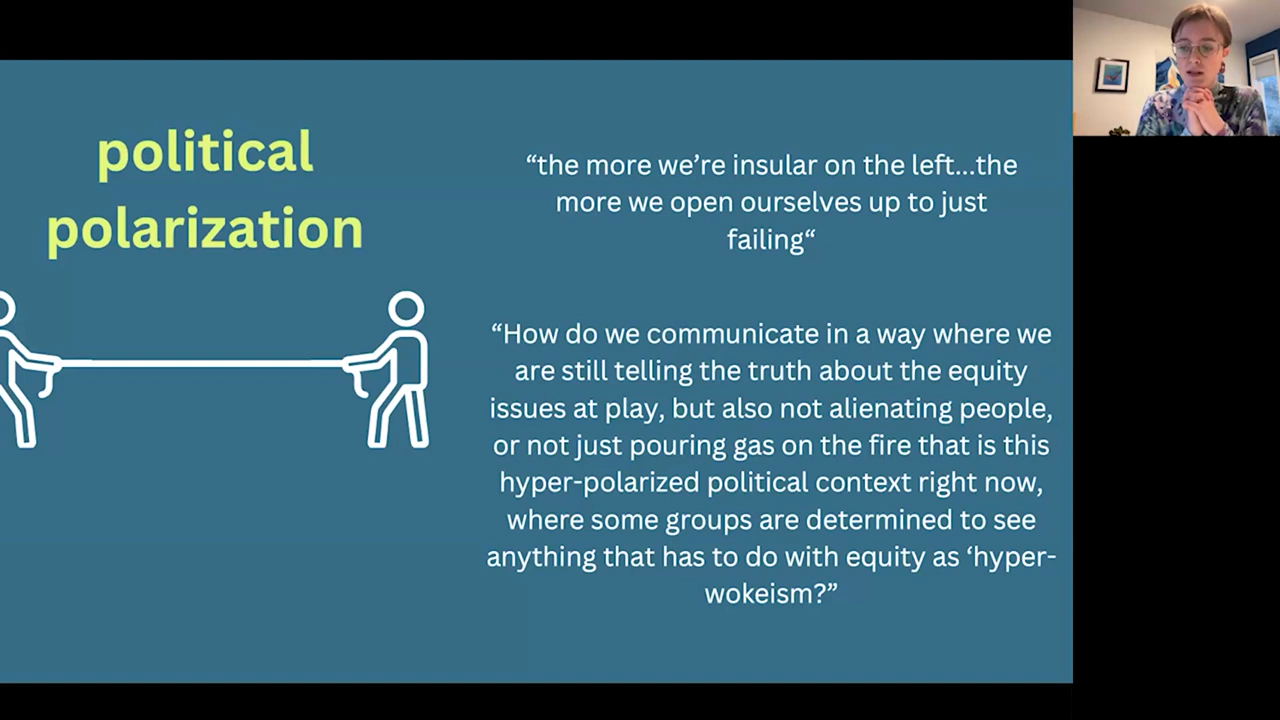 political
polarization
“the more we’re insular on the left...the
more we open ourselves up to just
failing“
“How do we communicate in a way where we
are still telling the truth about the equity
issues at play, but also not alienating people,
or not just pouring gas on the fire that is this
hyper-polarized political context right now,
where some groups are determined to see
anything that has to do with equity as ‘hyper-
wokeism?”